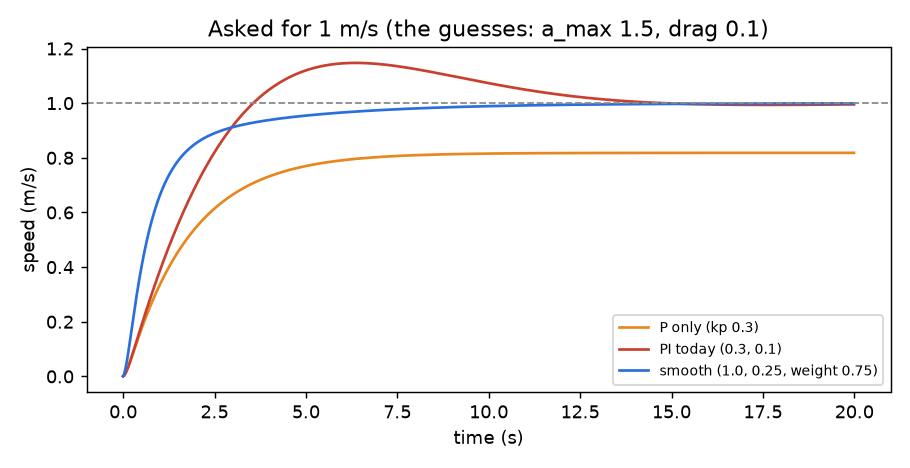 Asked for 1 m/s (the guesses: a_max 1.5, drag 0.1)
speed (m/s)
1.2
1.0
0.8
0.6
0.4
0.2
0.0
P only (kp 0.3)
PI today (0.3, 0.1)
smooth (1.0, 0.25, weight 0.75)
0.0 2.5 5.0 7.5 10.0 12.5 15.0 17.5 20.0
time (s)